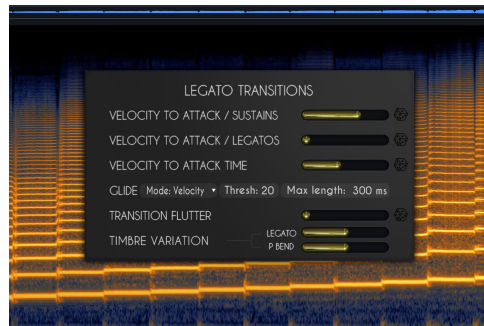 LEGATO TRANSITIONS
VELOCITY TO ATTACK / SUSTAINS
VELOCITY TO ATTACK / LEGATOS
VELOCITY TO ATTACK TIME
GLIDE Mode: Velocity Thresh: 20 Max length: 300 ms
TRANSITION FLUTTER
TIMBRE VARIATION
LEGATO
P BEND